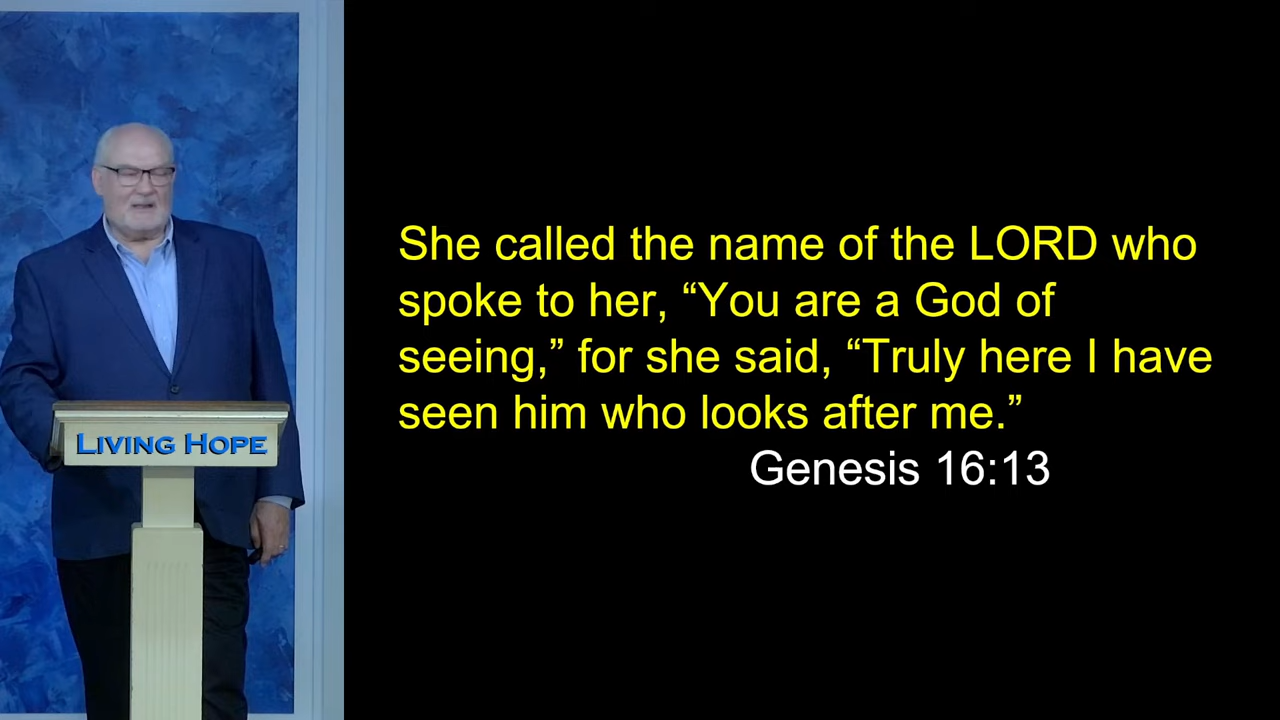 LIVING HOPE
She called the name of the LORD who
spoke to her, “You are a God of
seeing,” for she said, “Truly here I have
seen him who looks after me.”
Genesis 16:13